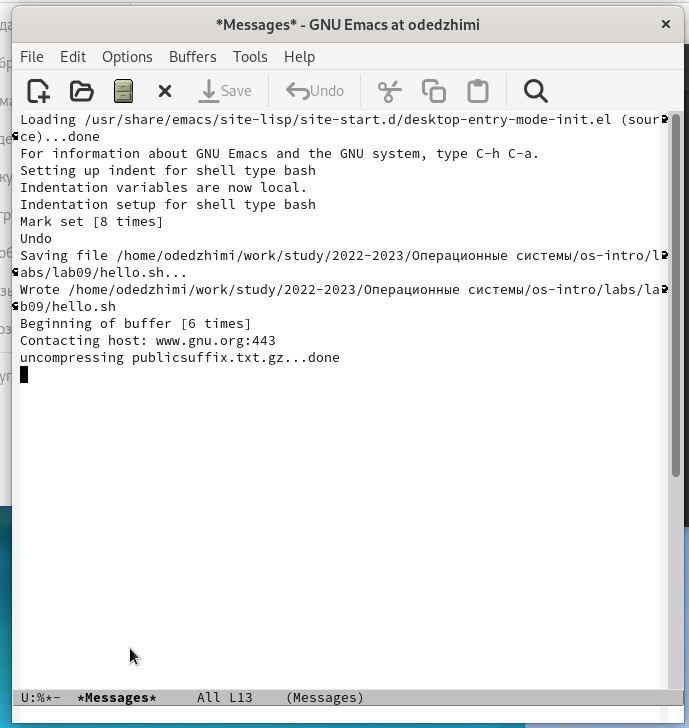 *Messages* - GNU Emacs at odedzhimi
File Edit Options Buffers Tools Help
Save Undo
Loading /usr/share/emacs/site-lisp/site-start.d/desktop-entry-mode-init.el (sour
ce)...done
For information about GNU Emacs and the GNU system, type C-h C-a.
Setting up indent for shell type bash
Indentation variables are now local.
Indentation setup for shell type bash
Mark set [8 times]
Undo
Saving file /home/odedzhimi/work/study/2022-2023/Операционные системы/os-intro/l
abs/lab09/hello.sh...
Wrote /home/odedzhimi/work/study/2022-2023/Операционные системы/os-intro/labs/la
b09/hello.sh
Beginning of buffer [6 times]
Contacting host: www.gnu.org:443
uncompressing publicsuffix.txt.gz...done
U:%*- *Messages* All L13 (Messages)